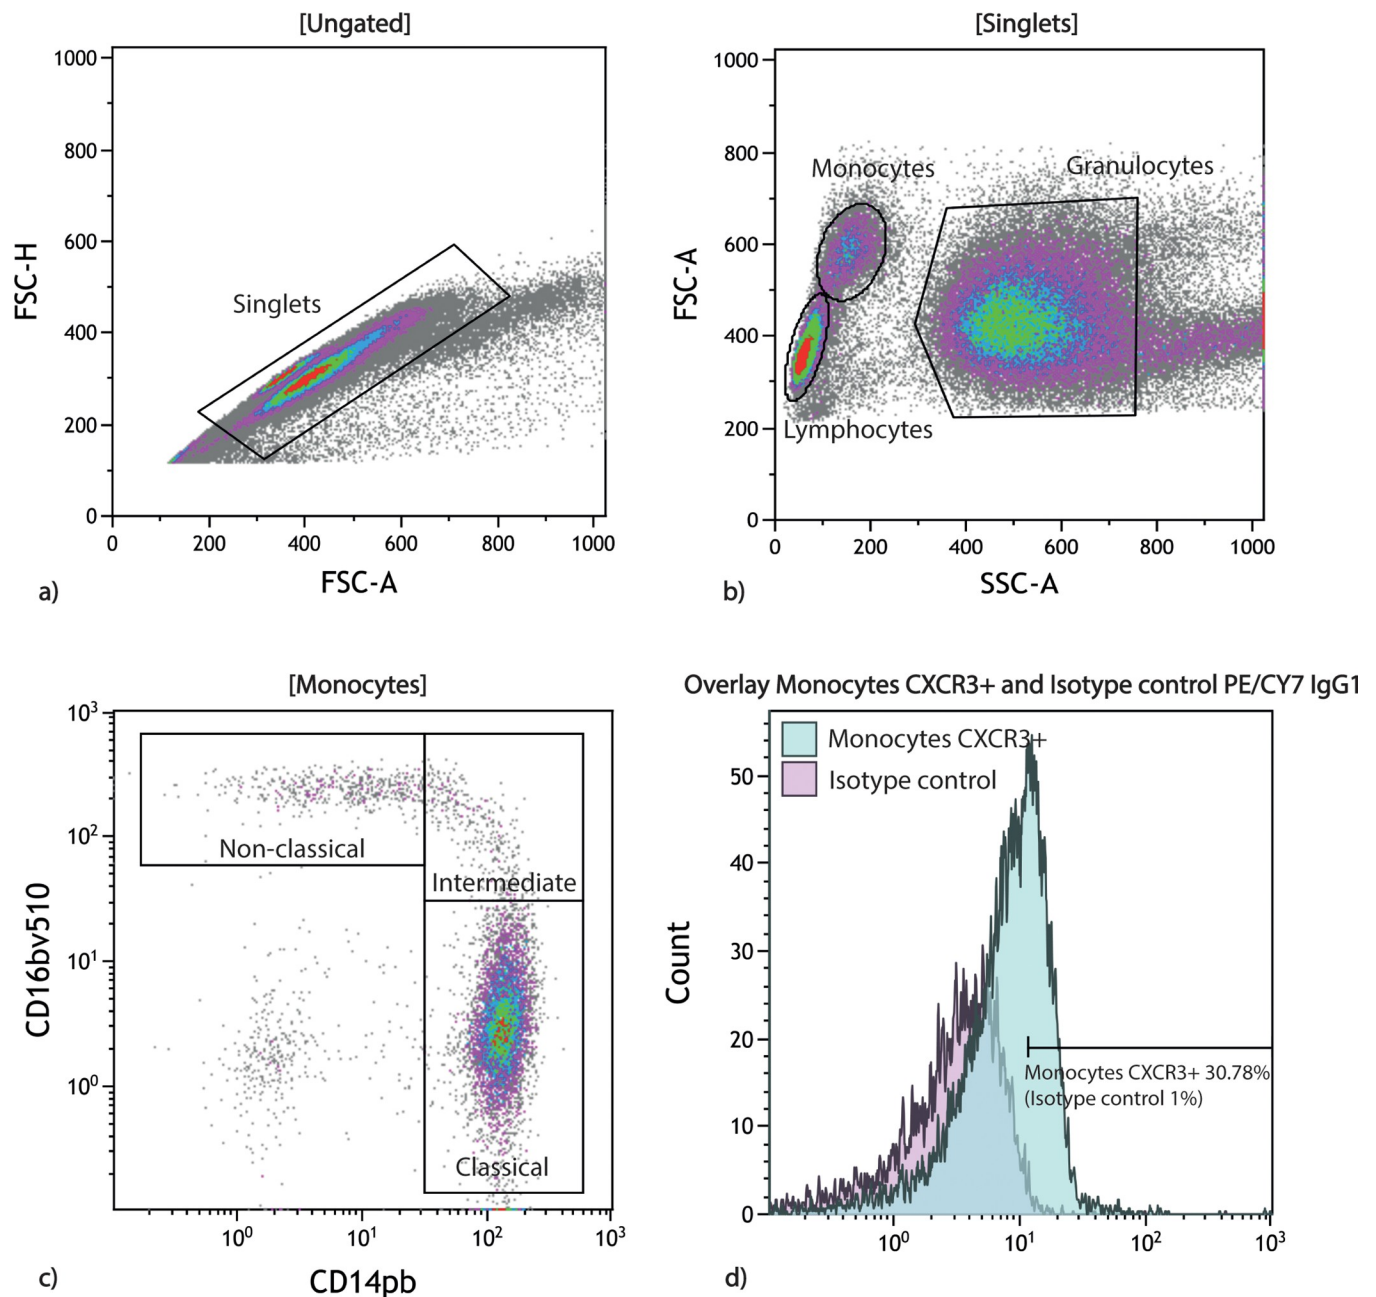 [Ungated]
1000
800
600
400
200
0
FSC-H
Singlets
0 200 400 600 800 1000
FSC-A
a)
[Singlets]
1000
800
600
400
200
0
FSC-A
Monocytes
Granulocytes
Lymphocytes
0 200 400 600 800 1000
SSC-A
b)
[Monocytes]
10³
10²
10¹
10⁰
CD16bv510
Non-classical
Intermediate
Classical
10⁰ 10¹ 10² 10³
CD14pb
c)
Overlay Monocytes CXCR3+ and Isotype control PE/CY7 IgG1
Monocytes CXCR3+
Isotype control
50
40
30
20
10
0
Count
Monocytes CXCR3+ 30.78%
(Isotype control 1%)
10⁰ 10¹ 10² 10³
d)